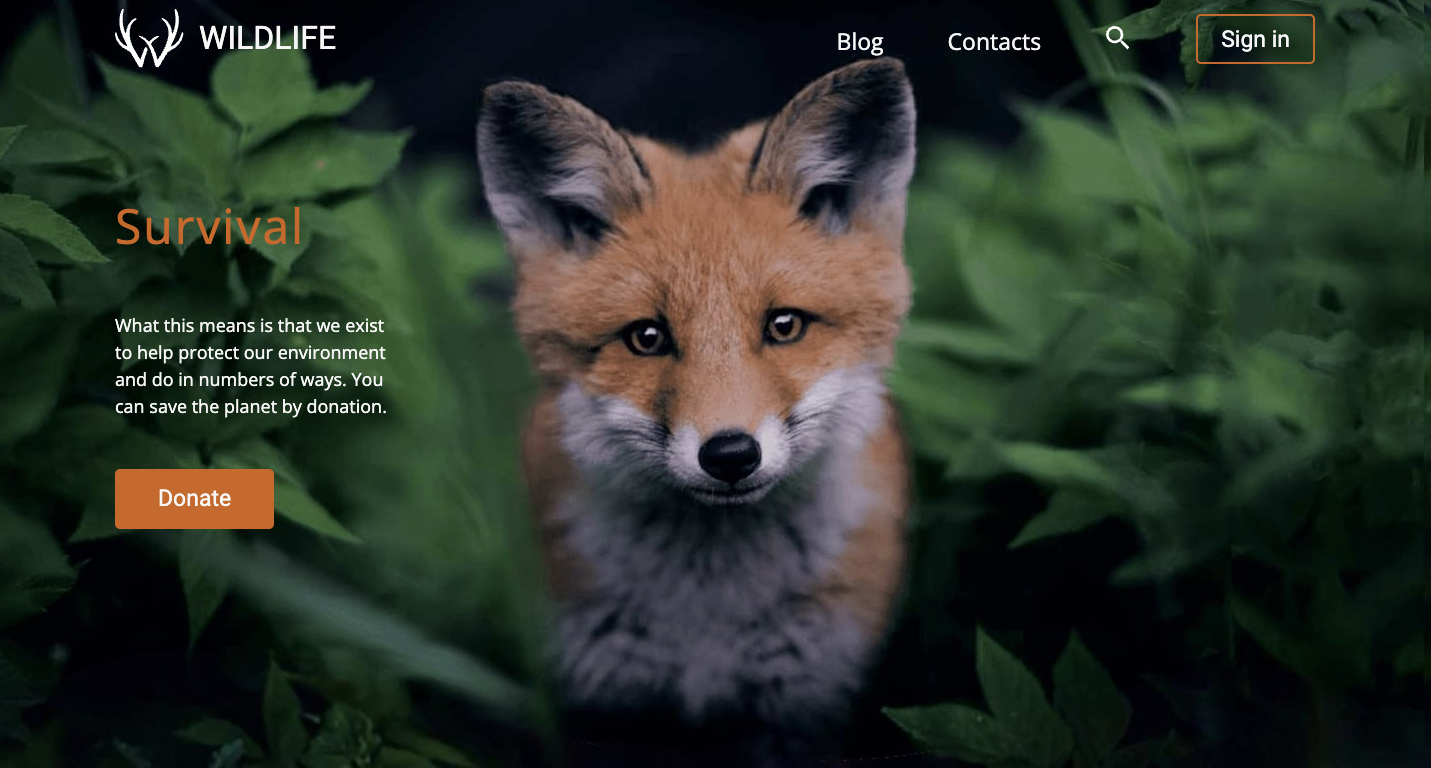 WILDLIFE
Blog
Contacts
Sign in
Survival
What this means is that we exist
to help protect our environment
and do in numbers of ways. You
can save the planet by donation.
Donate